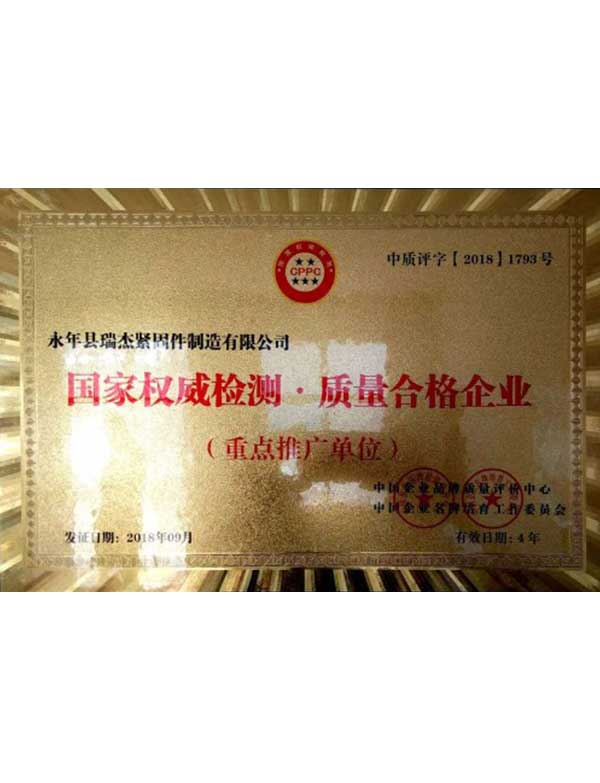 CPPC
中质评字【2018】1793号
永年县瑞杰紧固件制造有限公司
国家权威检测·质量合格企业
（重点推广单位）
中国企业品牌质量评价中心
中国企业名牌培育工作委员会
发证日期：2018年09月
有效日期：4年